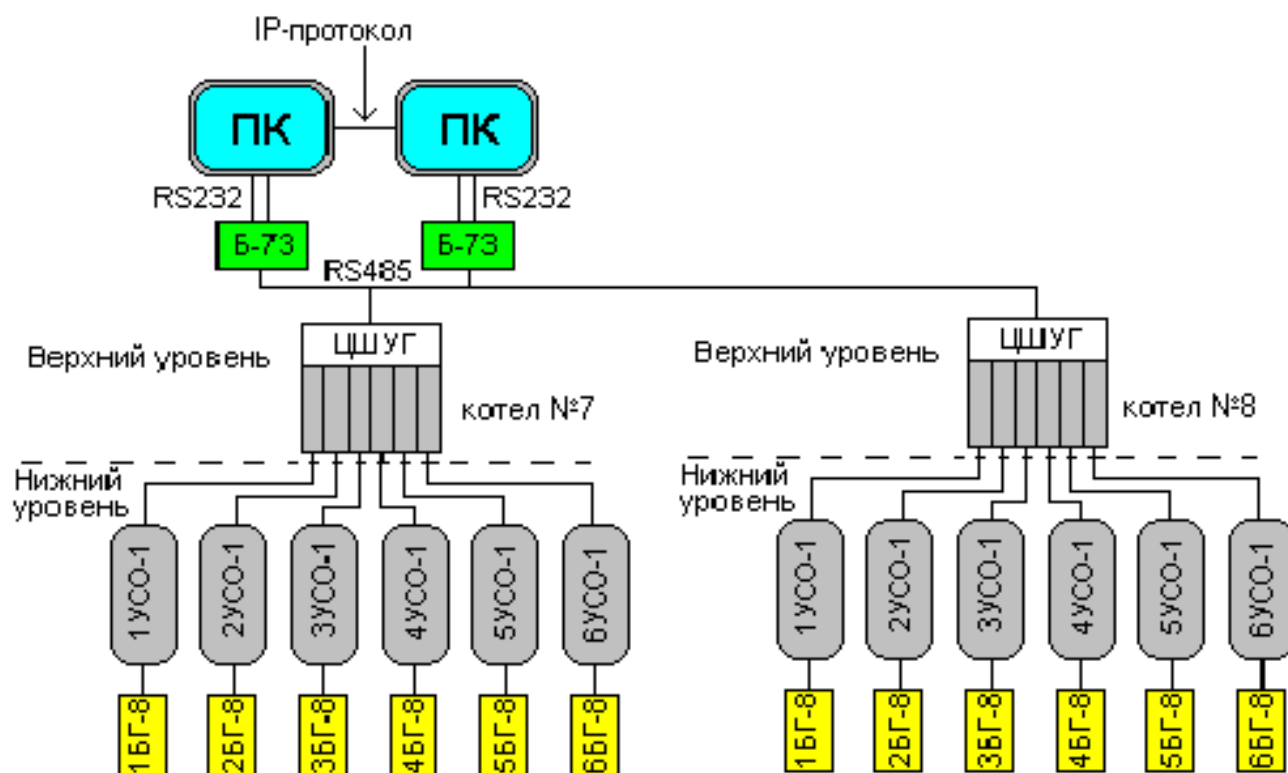 IP-протокол
ПК
ПК
RS232
RS232
Б-73
Б-73
RS485
ЦШУГ
ЦШУГ
Верхний уровень
Верхний уровень
котел №7
котел №8
Нижний
уровень
Нижний
уровень
1УСО-1
2УСО-1
3УСО-1
4УСО-1
5УСО-1
6УСО-1
1УСО-1
2УСО-1
3УСО-1
4УСО-1
5УСО-1
6УСО-1
1БГ-8
2БГ-8
3БГ-8
4БГ-8
5БГ-8
6БГ-8
1БГ-8
2БГ-8
3БГ-8
4БГ-8
5БГ-8
6БГ-8